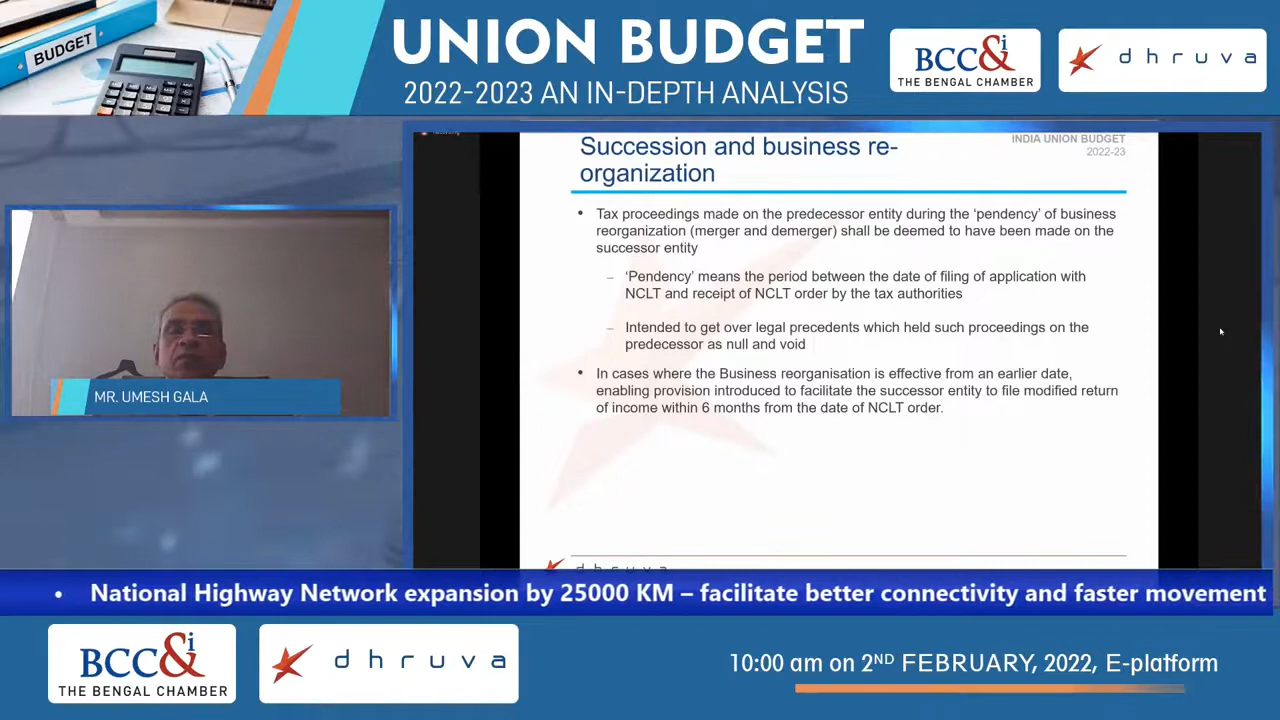 BUDGET
UNION BUDGET
2022-2023 AN IN-DEPTH ANALYSIS
BCC&i
THE BENGAL CHAMBER
dhruva
Succession and business re-
organization
INDIA UNION BUDGET
2022-23
• Tax proceedings made on the predecessor entity during the ‘pendency’ of business
reorganization (merger and demerger) shall be deemed to have been made on the
successor entity
– ‘Pendency’ means the period between the date of filing of application with
NCLT and receipt of NCLT order by the tax authorities
– Intended to get over legal precedents which held such proceedings on the
predecessor as null and void
• In cases where the Business reorganisation is effective from an earlier date,
enabling provision introduced to facilitate the successor entity to file modified return
of income within 6 months from the date of NCLT order.
dhruva
MR. UMESH GALA
• National Highway Network expansion by 25000 KM – facilitate better connectivity and faster movement
BCC&i
THE BENGAL CHAMBER
dhruva
10:00 am on 2ND FEBRUARY, 2022, E-platform